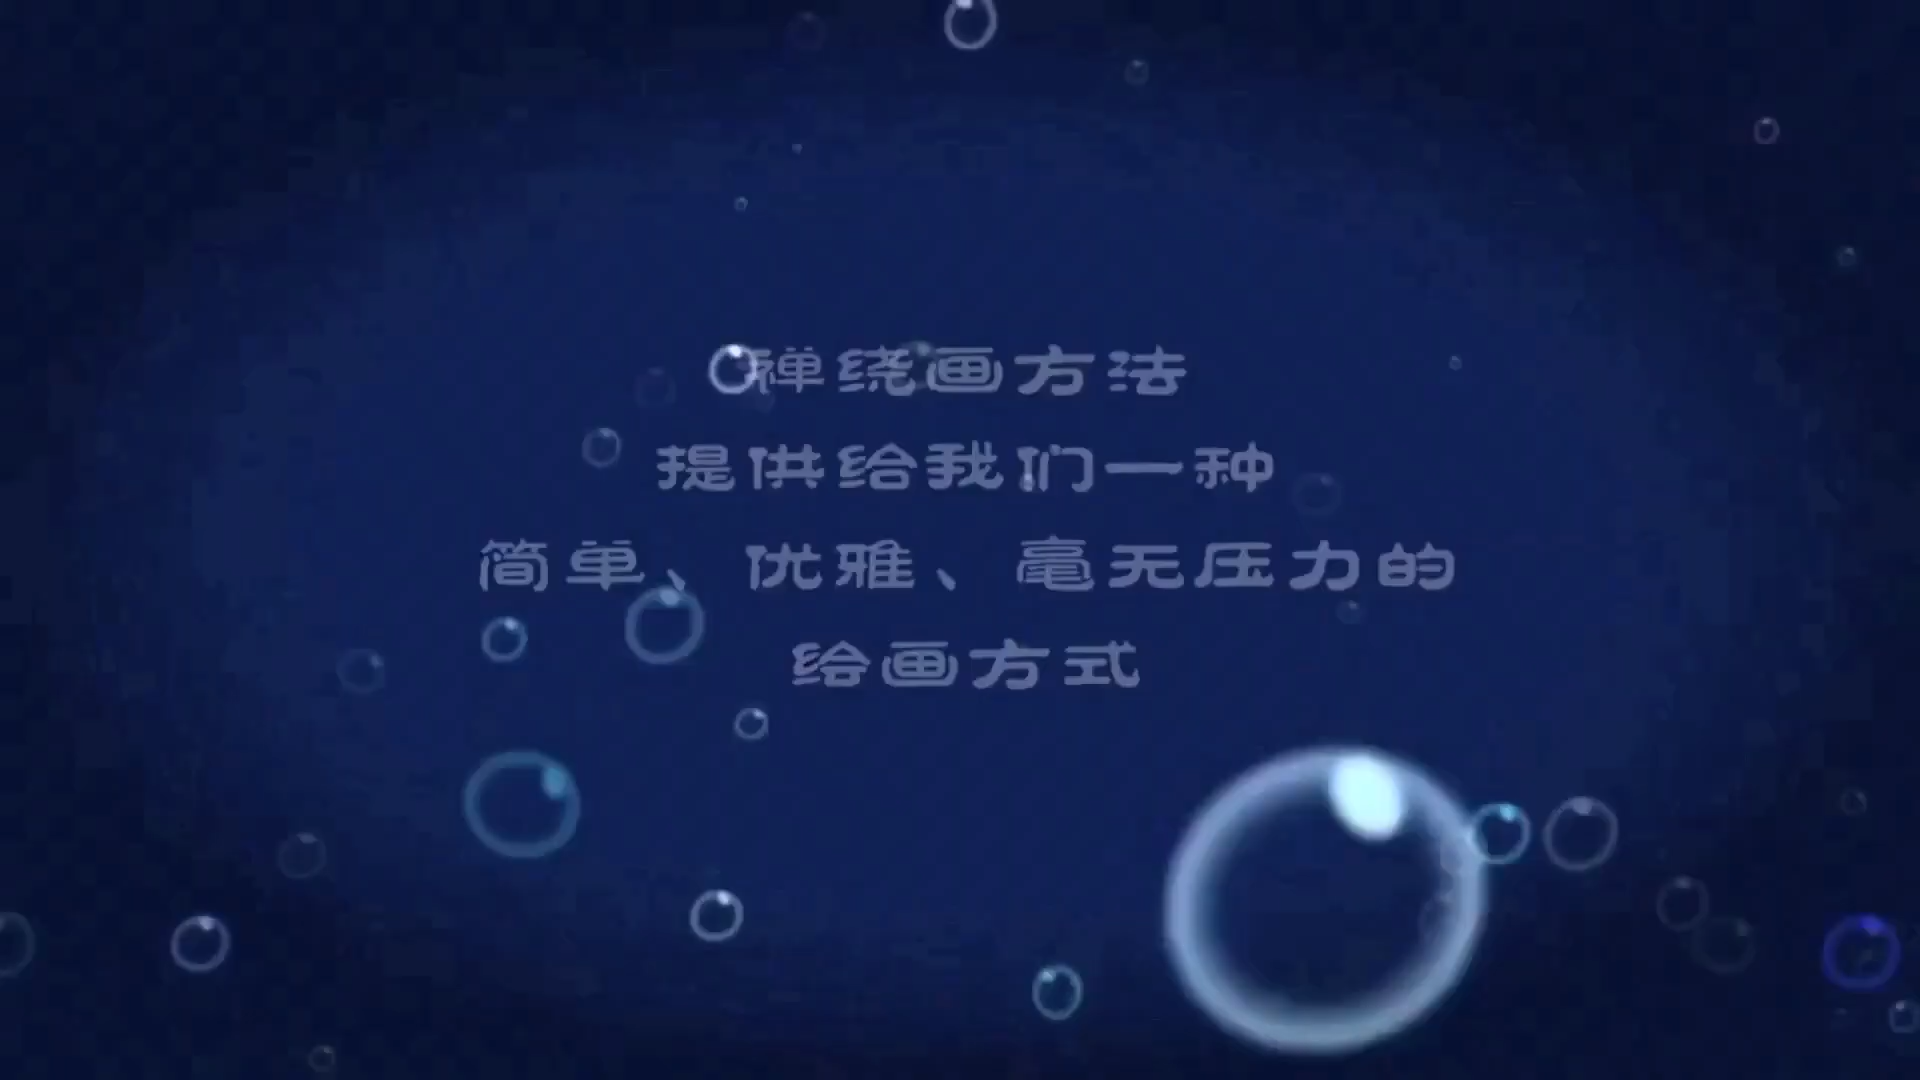 禅绕画方法
提供给我们一种
简单、优雅、毫无压力的
绘画方式